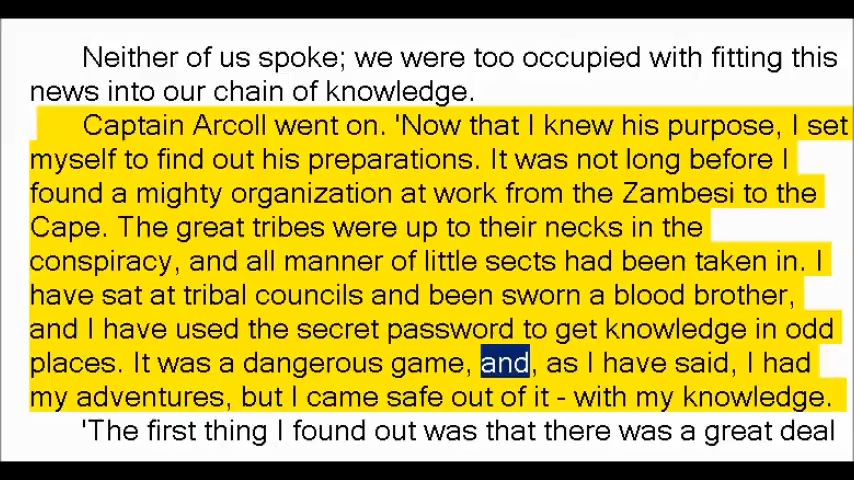 Neither of us spoke; we were too occupied with fitting this
news into our chain of knowledge.
Captain Arcoll went on. 'Now that I knew his purpose, I set
myself to find out his preparations. It was not long before I
found a mighty organization at work from the Zambesi to the
Cape. The great tribes were up to their necks in the
conspiracy, and all manner of little sects had been taken in. I
have sat at tribal councils and been sworn a blood brother,
and I have used the secret password to get knowledge in odd
places. It was a dangerous game, and, as I have said, I had
my adventures, but I came safe out of it - with my knowledge.
'The first thing I found out was that there was a great deal